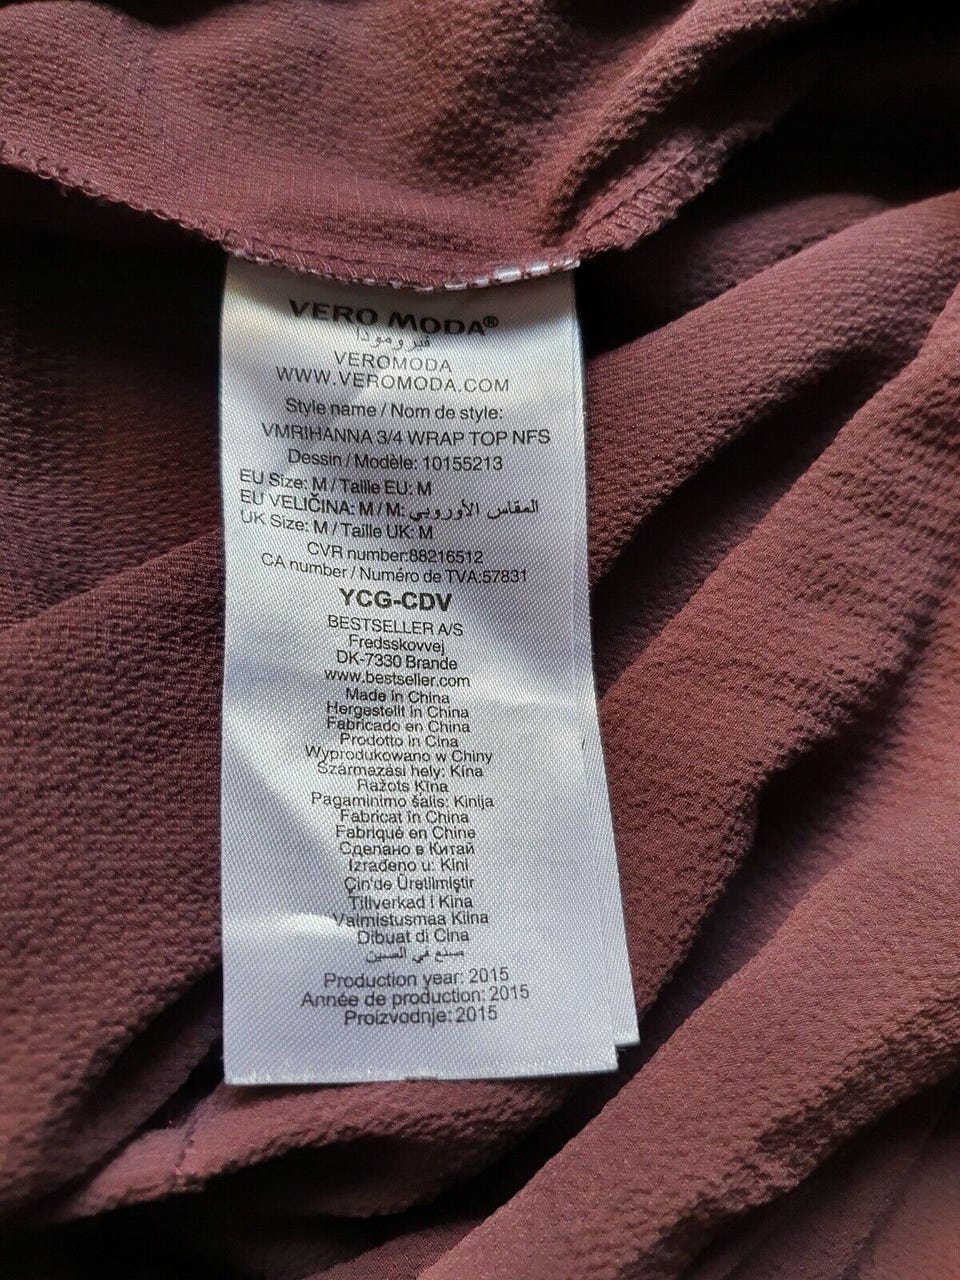 VERO MODA®
فيرومودا
VEROMODA
WWW.VEROMODA.COM
Style name / Nom de style:
VMRIHANNA 3/4 WRAP TOP NFS
Dessin / Modèle: 10155213
EU Size: M / Taille EU: M
EU VELIČINA: M / M: المقاس الأوروبي
UK Size: M / Taille UK: M
CVR number:88216512
CA number / Numéro de TVA:57831
YCG-CDV
BESTSELLER A/S
Fredsskovvej
DK-7330 Brande
www.bestseller.com
Made in China
Hergestellt in China
Fabricado en China
Prodotto in Cina
Wyprodukowano w Chiny
Származási hely: Kína
Ražots Ķīna
Pagaminimo šalis: Kinija
Fabricat în China
Fabriqué en Chine
Сделано в Китай
Izrađeno u: Kini
Çin'de Üretilmiştir
Tillverkad i Kina
Valmistusmaa Kiina
Dibuat di Cina
صنع في الصين
Production year: 2015
Année de production: 2015
Proizvodnje: 2015